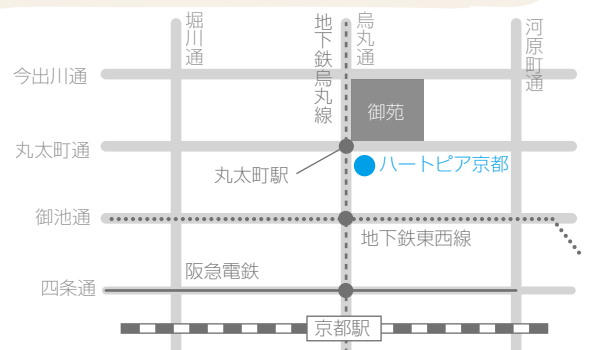 堀川通
地下鉄烏丸線
烏丸通
河原町通
今出川通
御苑
丸太町通
ハートピア京都
丸太町駅
御池通
地下鉄東西線
阪急電鉄
四条通
京都駅